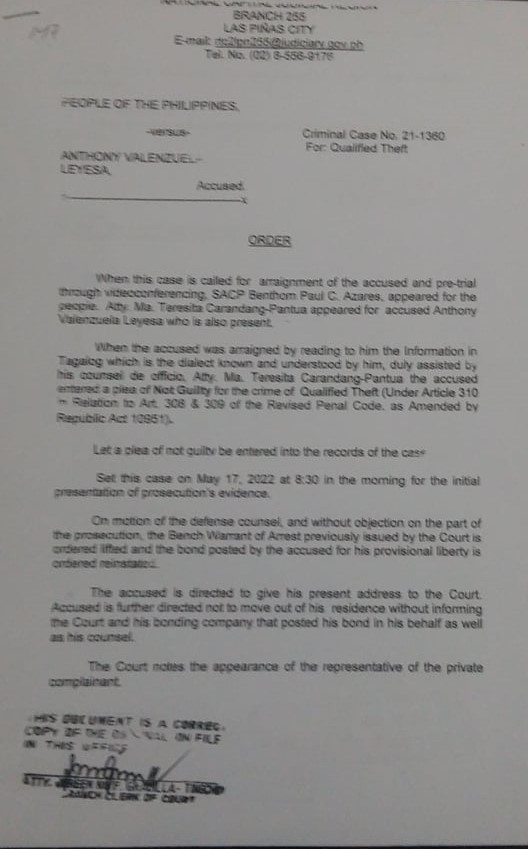 NATIONAL CAPITAL JUDICIAL REGION
BRANCH 255
LAS PIÑAS CITY
E-mail: rtc2lpn255@judiciary.gov.ph
Tel. No. (02) 8-556-9176
PEOPLE OF THE PHILIPPINES,
-versus-
Criminal Case No. 21-1360
For: Qualified Theft
ANTHONY VALENZUEL-
LEYESA,
Accused.
x
ORDER
When this case is called for arraignment of the accused and pre-trial
through videoconferencing, SACP Benthom Paul C. Azares, appeared for the
people. Atty. Ma. Teresita Carandang-Pantua appeared for accused Anthony
Valenzuela Leyesa who is also present.
When the accused was arraigned by reading to him the Information in
Tagalog which is the dialect known and understood by him, duly assisted by
his counsel de officio, Atty. Ma. Teresita Carandang-Pantua the accused
entered a plea of Not Guilty for the crime of Qualified Theft (Under Article 310
in Relation to Art. 308 & 309 of the Revised Penal Code, as Amended by
Republic Act 10951).
Let a plea of not guilty be entered into the records of the case
Set this case on May 17, 2022 at 8:30 in the morning for the initial
presentation of prosecution's evidence.
On motion of the defense counsel, and without objection on the part of
the prosecution, the Bench Warrant of Arrest previously issued by the Court is
ordered lifted and the bond posted by the accused for his provisional liberty is
ordered reinstated.
The accused is directed to give his present address to the Court.
Accused is further directed not to move out of his residence without informing
the Court and his bonding company that posted his bond in his behalf as well
as his counsel.
The Court notes the appearance of the representative of the private
complainant.
THIS DOCUMENT IS A CORREC
COPY OF THE ORIGINAL ON FILE
IN THIS OFFICE
ATTY.
BRANCH CLERK OF COURT